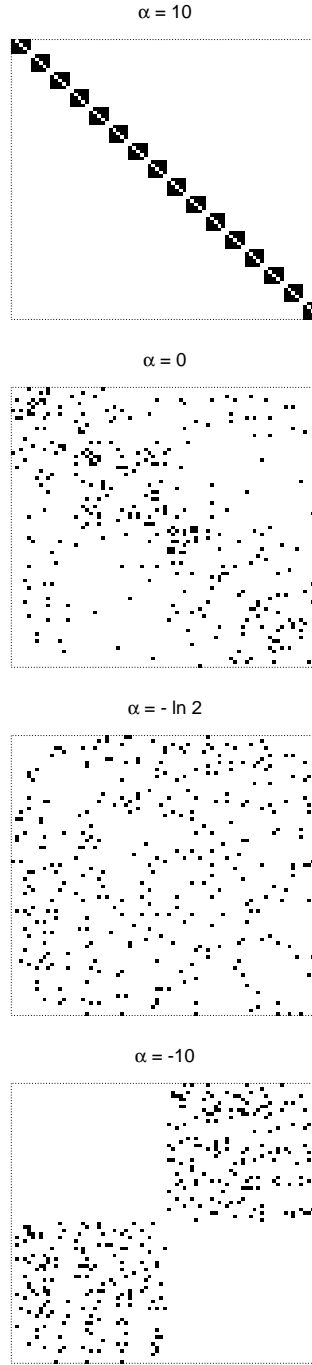 α = 10
α = 0
α = - ln 2
α = -10